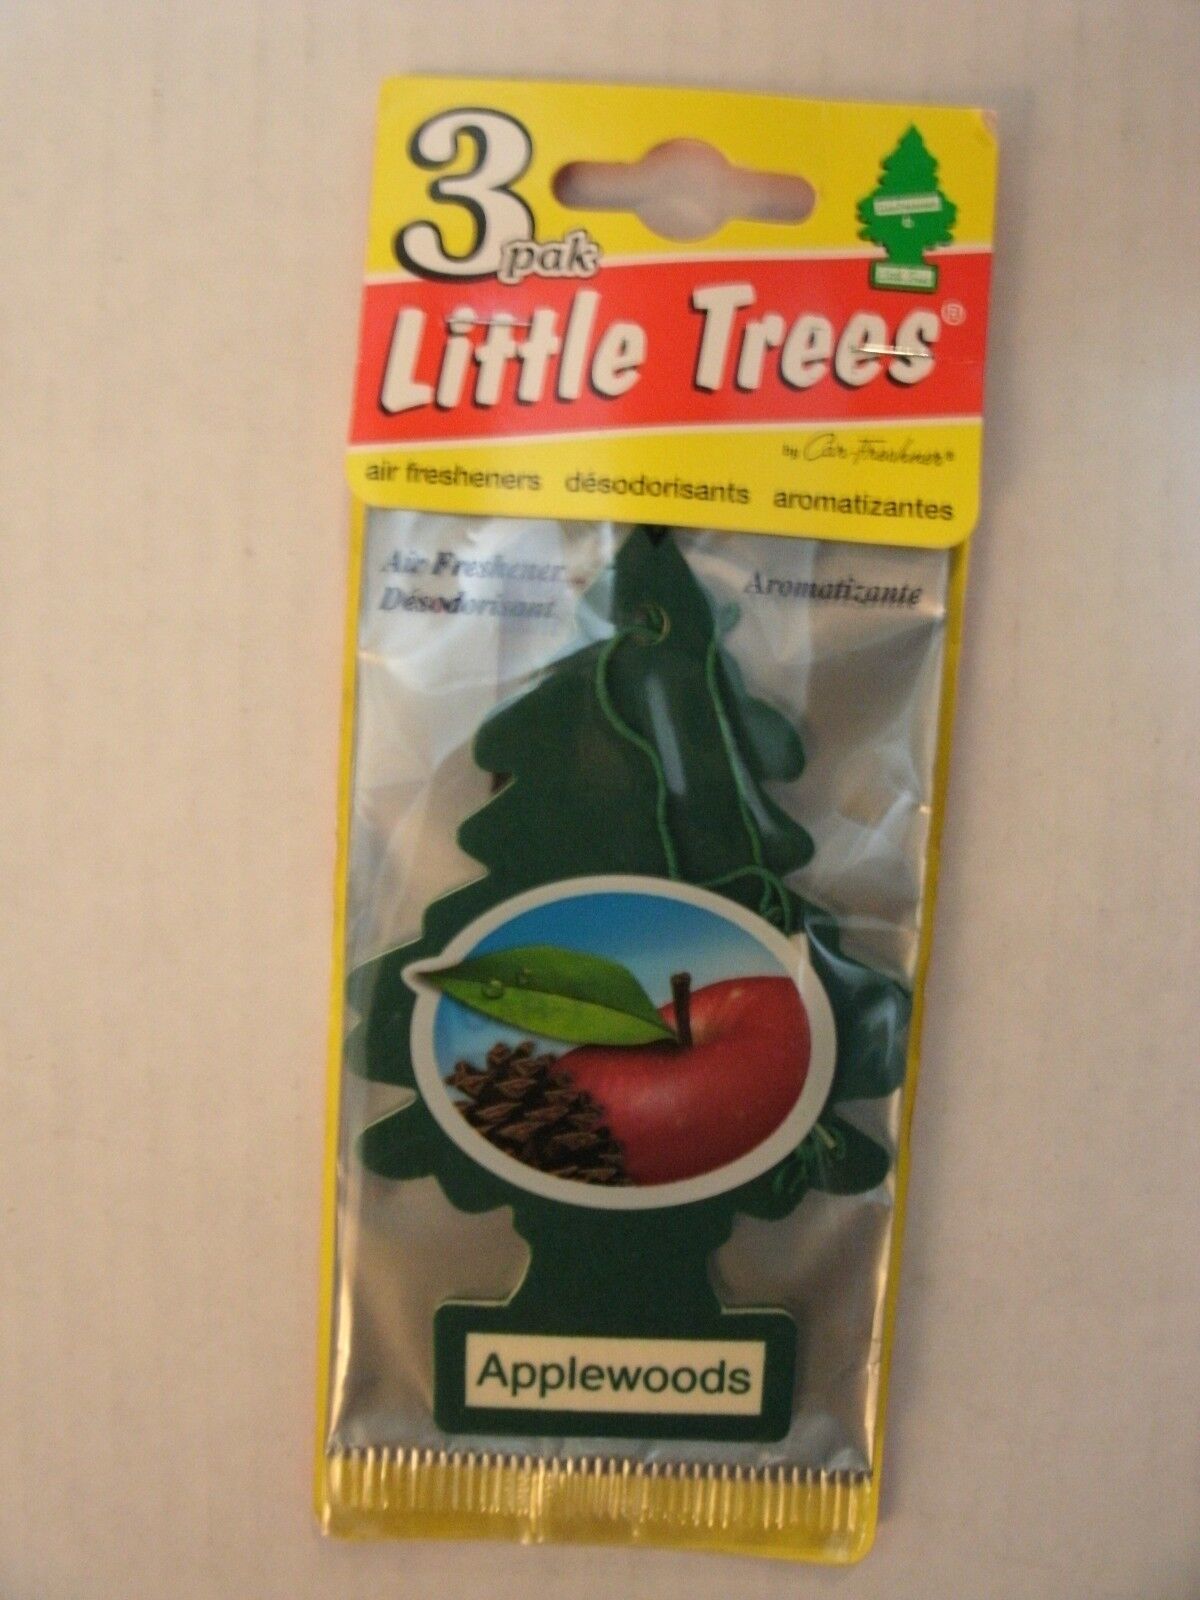 3 pak
Little Trees®
by Car-Freshner®
air fresheners désodorisants aromatizantes
Air Freshener
Désodorisant
Aromatizante
Applewoods